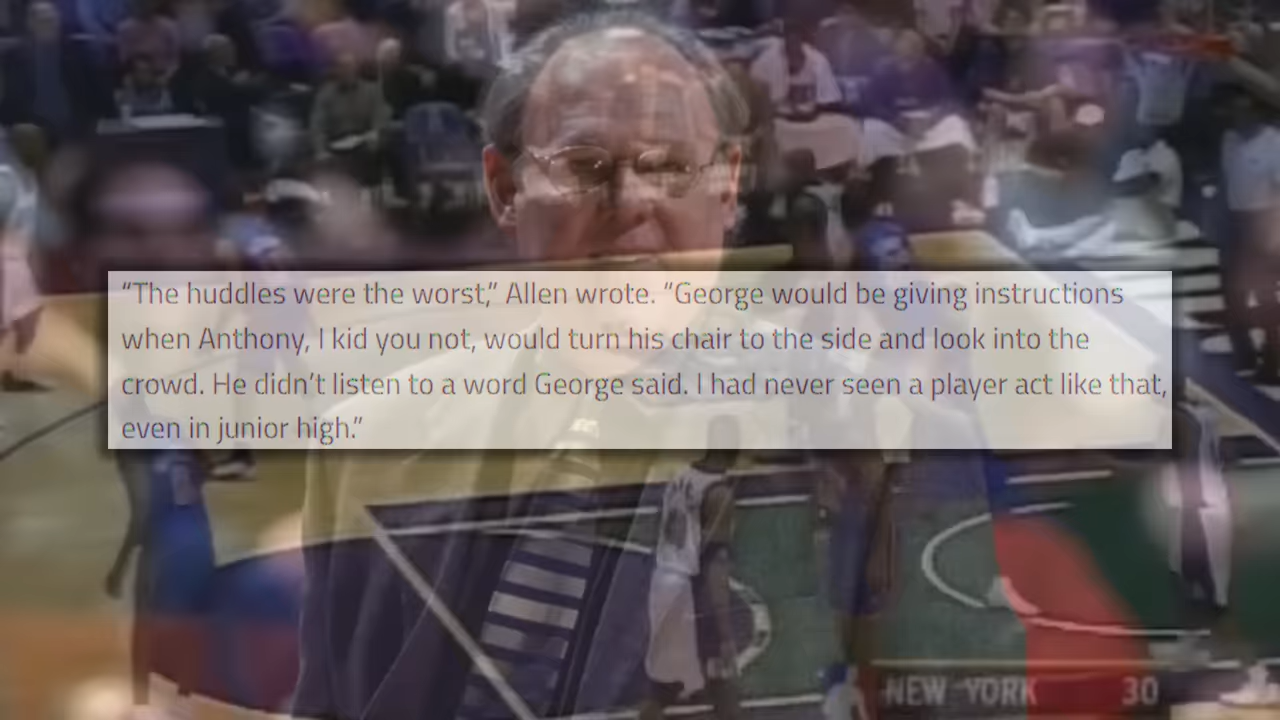 “The huddles were the worst,” Allen wrote. “George would be giving instructions
when Anthony, I kid you not, would turn his chair to the side and look into the
crowd. He didn’t listen to a word George said. I had never seen a player act like that,
even in junior high.”
NEW YORK 30